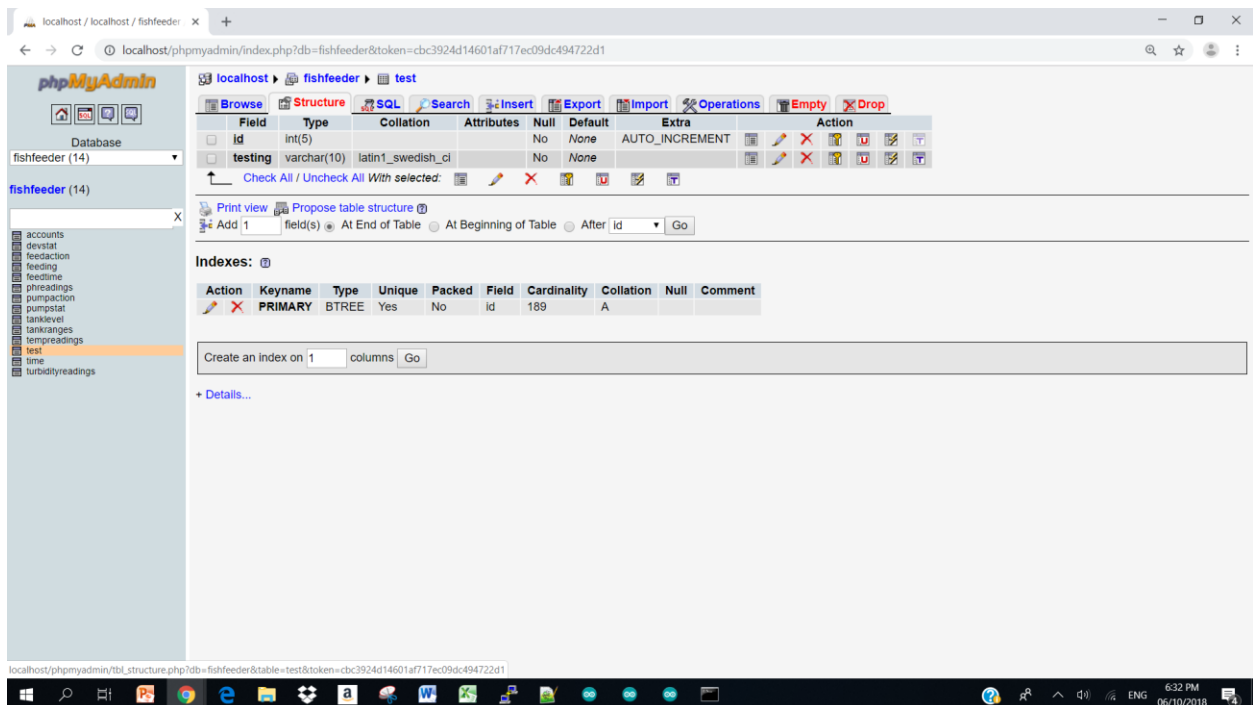 localhost / localhost / fishfeeder
localhost/phpmyadmin/index.php?db=fishfeeder&token=cbc3924d14601af717ec09dc494722d1
phpMyAdmin
Database
fishfeeder (14)
fishfeeder (14)
X
accounts
devstat
feedaction
feeding
feedtime
phreadings
pumpaction
pumpstat
tanklevel
tankranges
tempreadings
test
time
turbidityreadings
localhost fishfeeder test
Browse Structure SQL Search Insert Export Import Operations Empty Drop
Field Type Collation Attributes Null Default Extra Action
id int(5) No None AUTO_INCREMENT
testing varchar(10) latin1_swedish_ci No None
Check All / Uncheck All With selected:
Print view Propose table structure
Add 1 field(s) At End of Table At Beginning of Table After id Go
Indexes:
Action Keyname Type Unique Packed Field Cardinality Collation Null Comment
PRIMARY BTREE Yes No id 189 A
Create an index on 1 columns Go
+ Details...
localhost/phpmyadmin/tbl_structure.php?db=fishfeeder&table=test&token=cbc3924d14601af717ec09dc494722d1
ENG 6:32 PM
06/10/2018